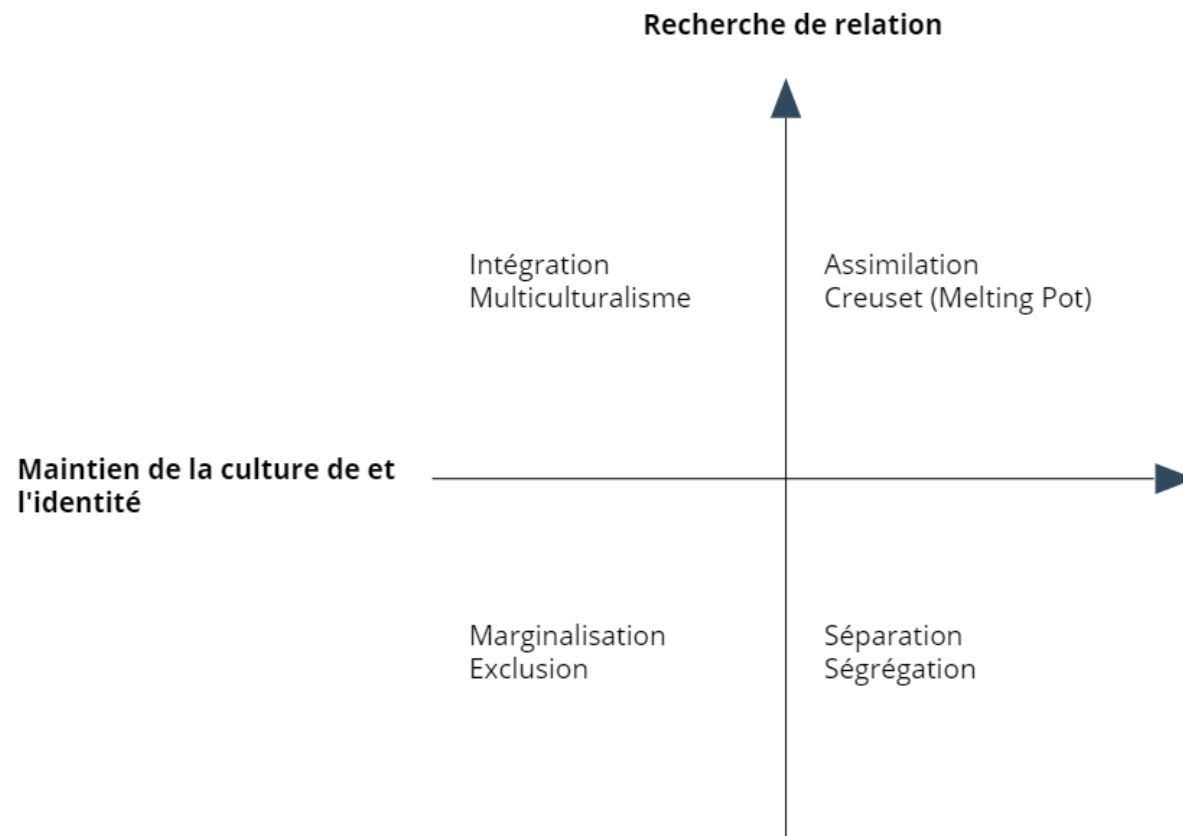 Recherche de relation
Intégration
Multiculturalisme
Assimilation
Creuset (Melting Pot)
Maintien de la culture de et
l'identité
Marginalisation
Exclusion
Séparation
Ségrégation